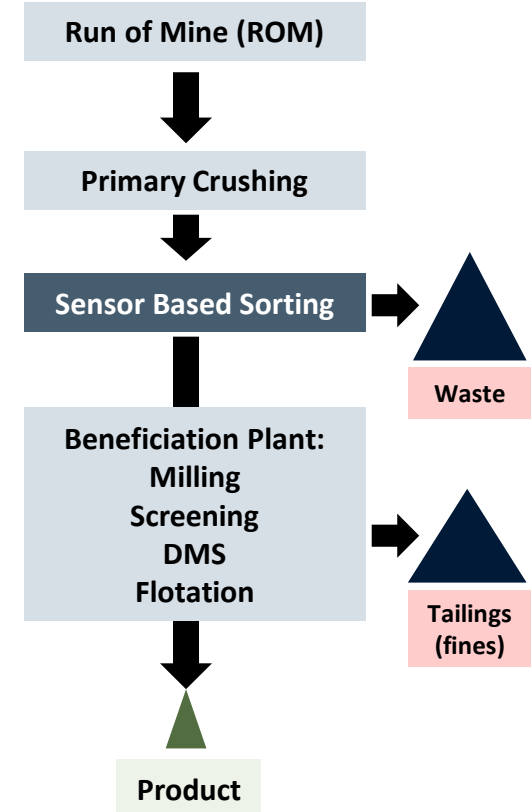 Run of Mine (ROM)
Primary Crushing
Sensor Based Sorting
Waste
Beneficiation Plant:
Milling
Screening
DMS
Flotation
Tailings
(fines)
Product